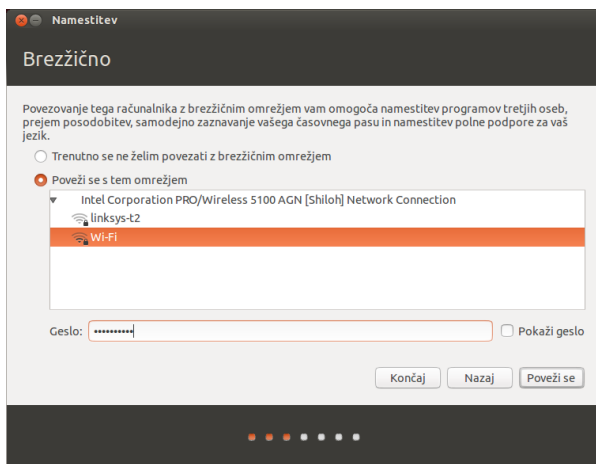 Namestitev
Brezžično
Povezovanje tega računalnika z brezžičnim omrežjem vam omogoča namestitev programov tretjih oseb,
prejem posodobitev, samodejno zaznavanje vašega časovnega pasu in namestitev polne podpore za vaš
jezik.
Trenutno se ne želim povezati z brezžičnim omrežjem
Poveži se s tem omrežjem
Intel Corporation PRO/Wireless 5100 AGN [Shiloh] Network Connection
linksys-t2
Wi-Fi
Geslo: •••••••••• Pokaži geslo
Končaj Nazaj Poveži se